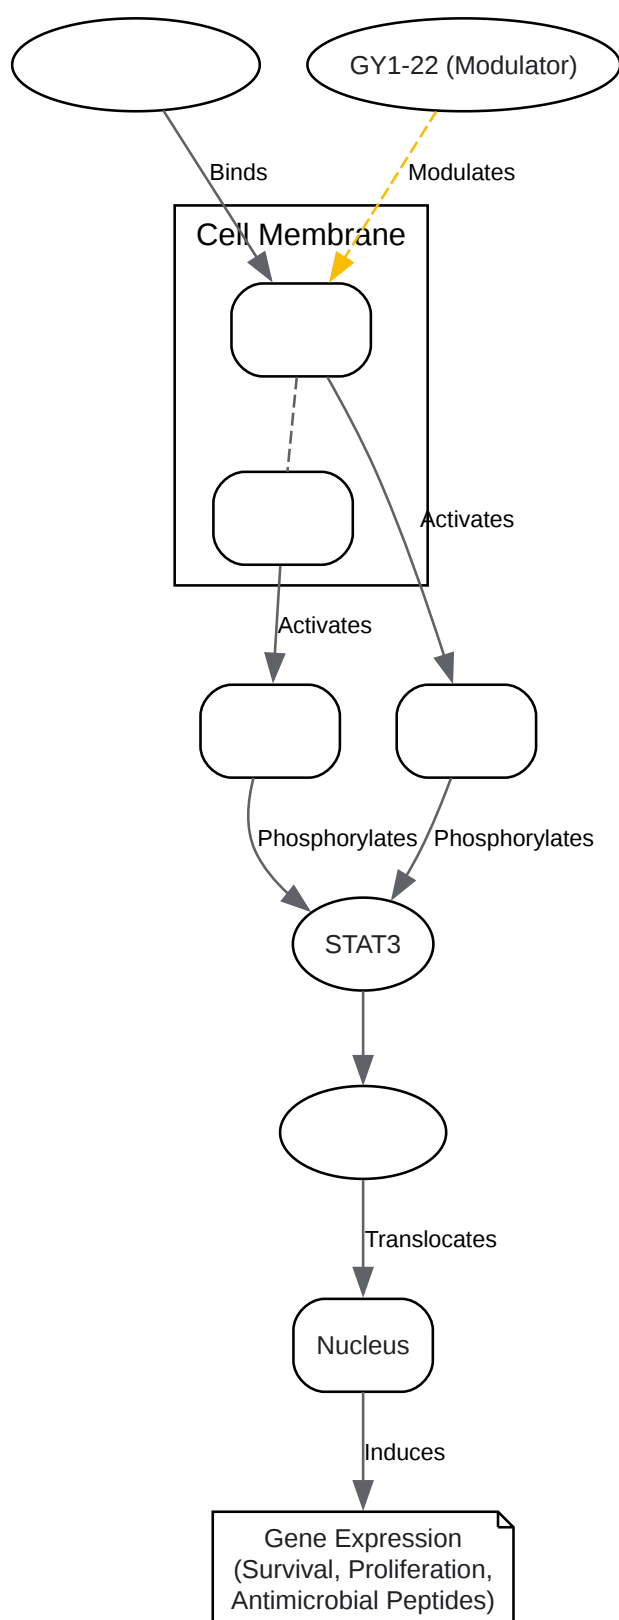 GY1-22 (Modulator)
Binds
Modulates
Cell Membrane
Activates
Activates
Phosphorylates
Phosphorylates
STAT3
Translocates
Nucleus
Induces
Gene Expression
(Survival, Proliferation,
Antimicrobial Peptides)